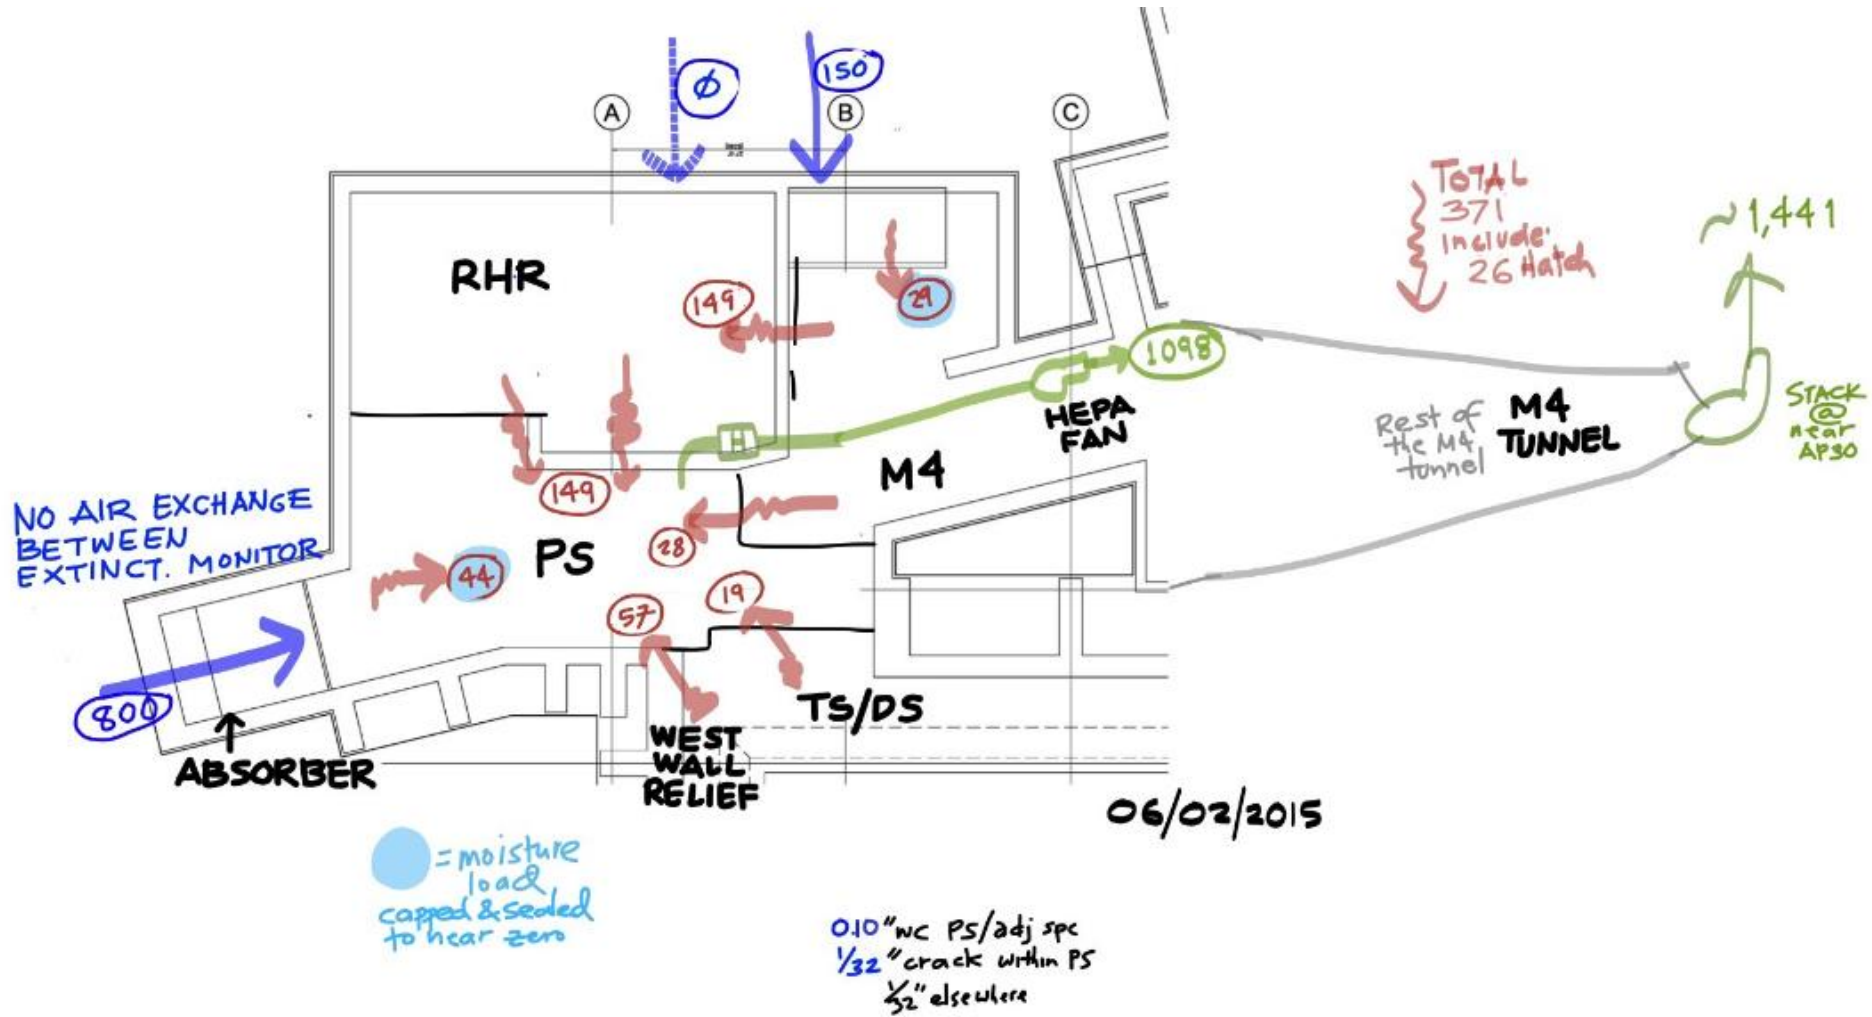 Ø
150
A
B
C
TOTAL
371
include
26 Hatch
~1,441
RHR
149
29
1098
HEPA
FAN
M4
TUNNEL
Rest of
the M4
tunnel
STACK
@
near
AP30
M4
149
NO AIR EXCHANGE
BETWEEN
EXTINCT. MONITOR
PS
28
44
19
57
800
TS/DS
ABSORBER
WEST
WALL
RELIEF
06/02/2015
= moisture
load
capped & sealed
to near zero
0.10"wc PS/adj spc
1/32" crack within PS
1/32" elsewhere